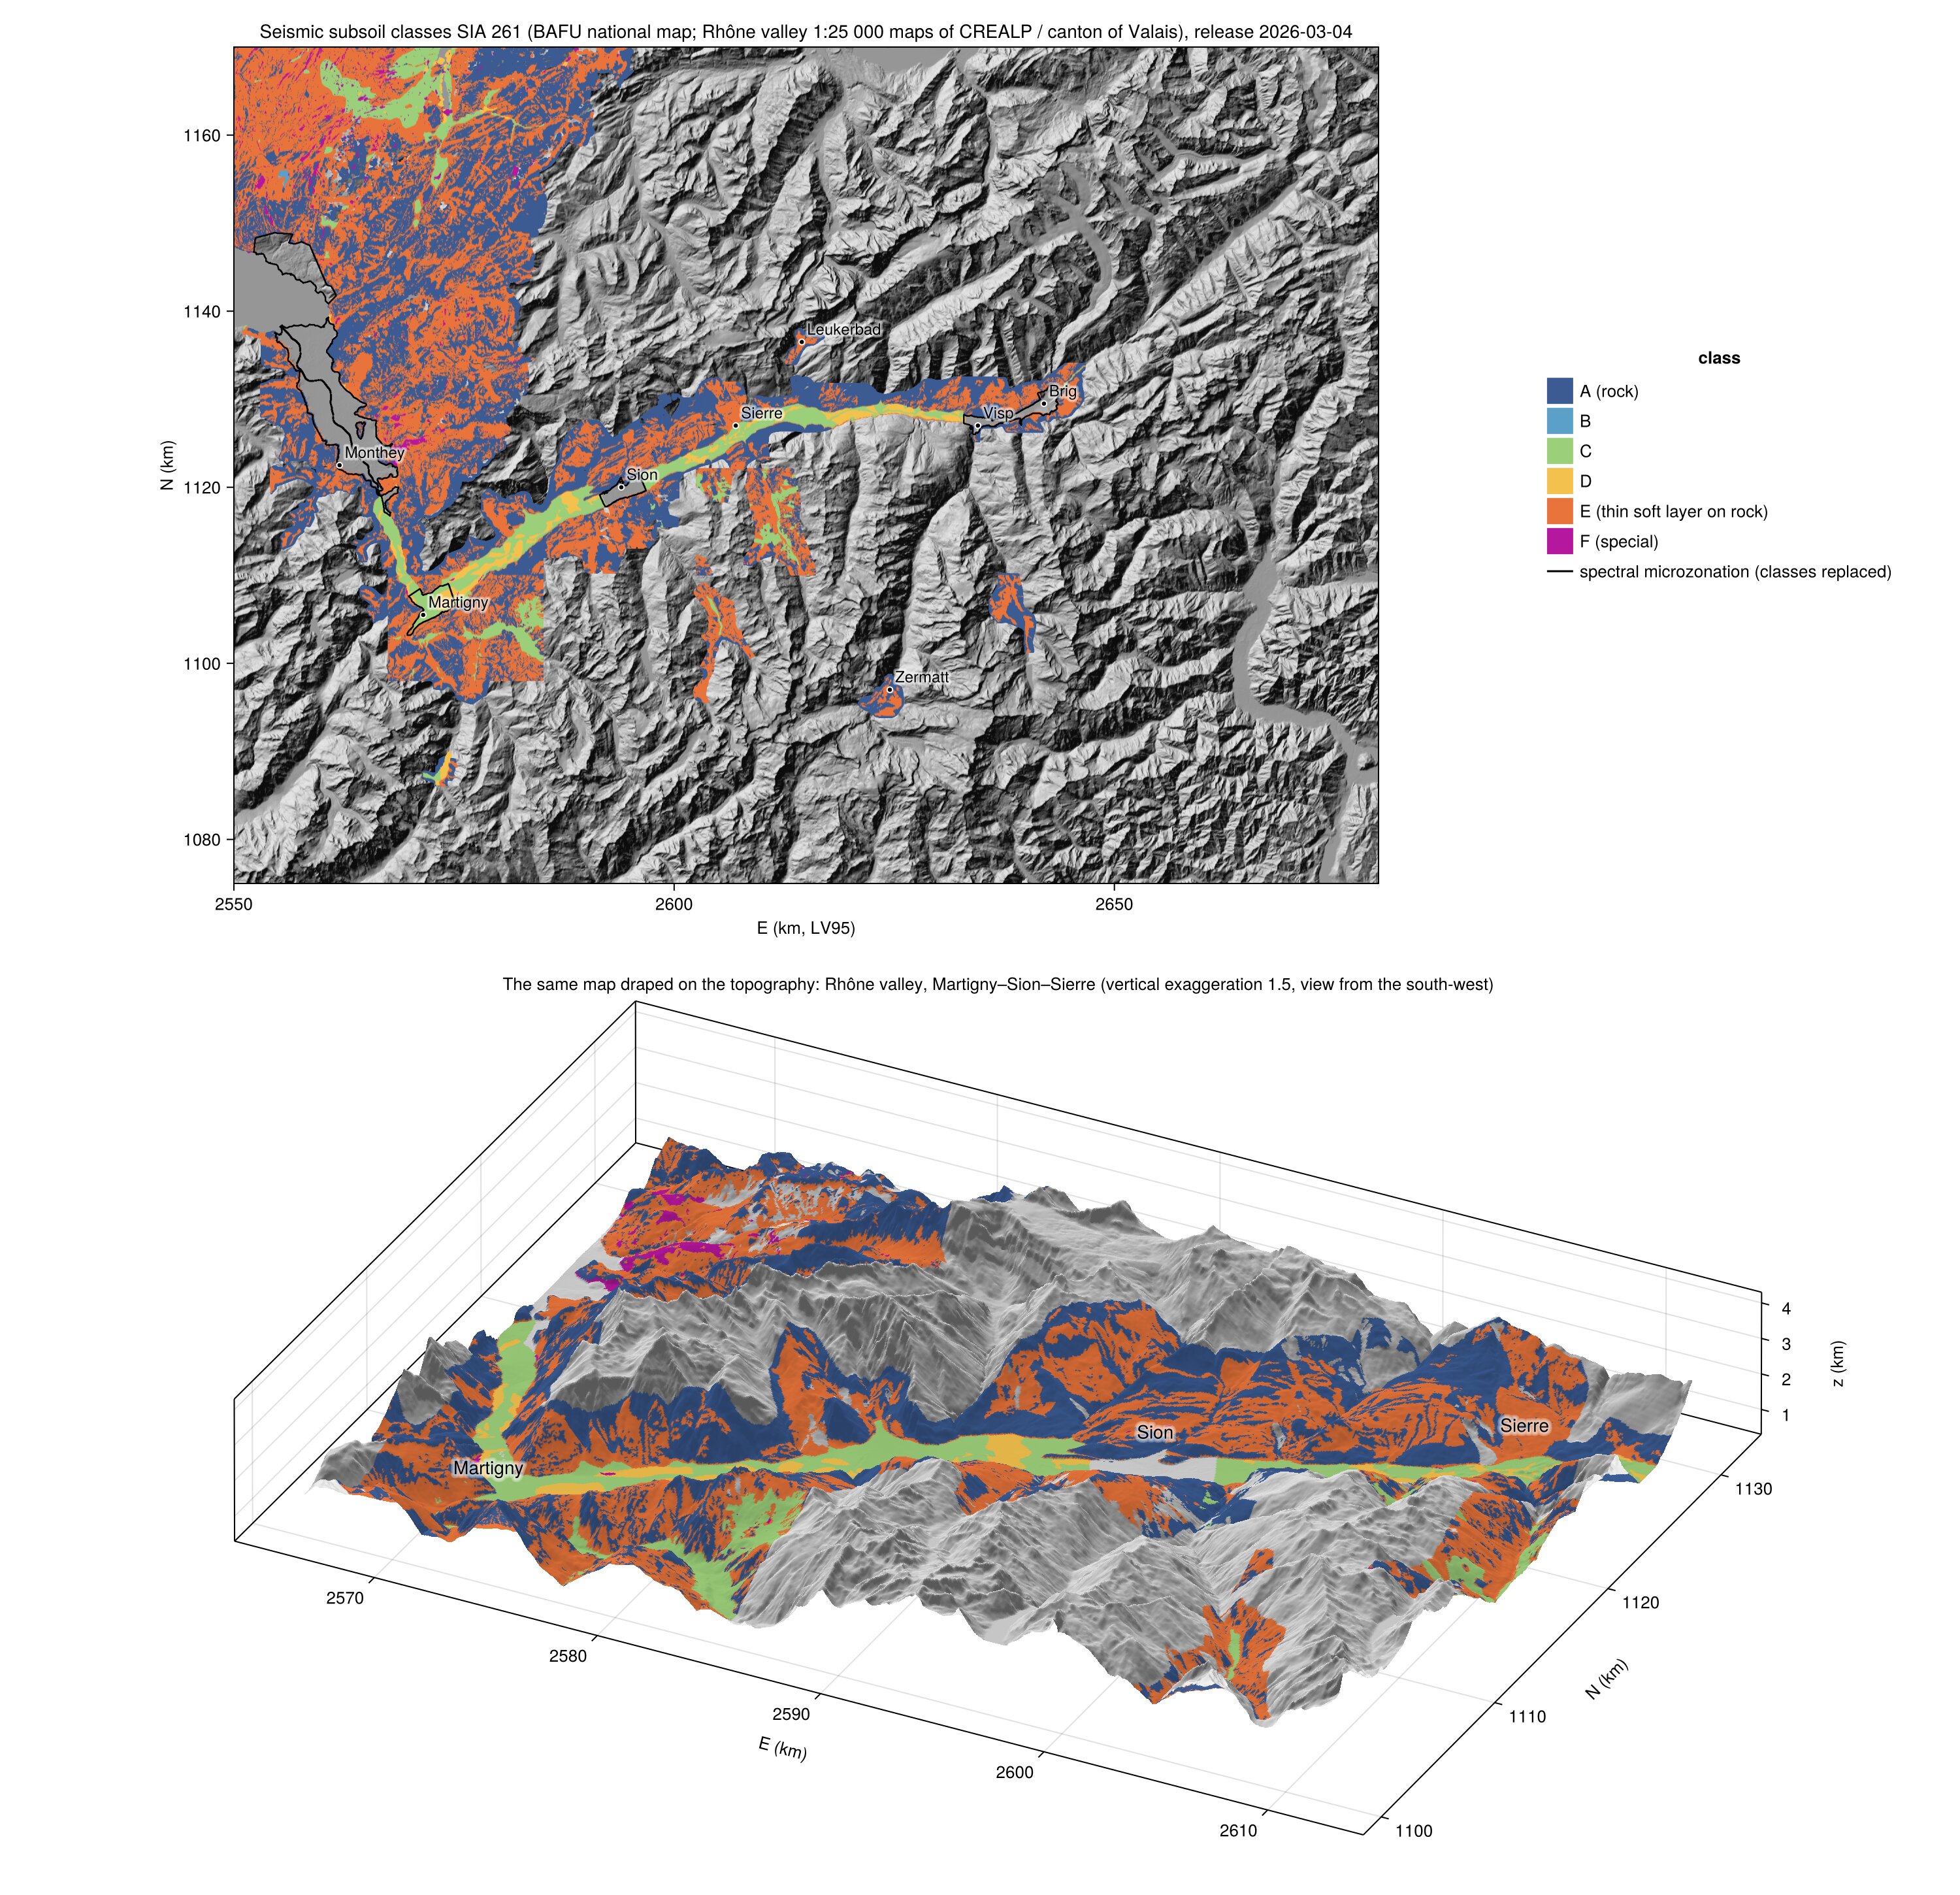 Seismic subsoil classes SIA 261 (BAFU national map; Rhône valley 1:25 000 maps of CREALP / canton of Valais), release 2026-03-04
1160
1140
1120
1100
1080
N (km)
Leukerbad
Brig
Visp
Sierre
Monthey
Sion
Martigny
Zermatt
2550
2600
2650
E (km, LV95)
class
A (rock)
B
C
D
E (thin soft layer on rock)
F (special)
spectral microzonation (classes replaced)
The same map draped on the topography: Rhône valley, Martigny–Sion–Sierre (vertical exaggeration 1.5, view from the south-west)
4
3
2
1
z (km)
Sion
Sierre
Martigny
1130
1120
1110
1100
N (km)
2570
2580
2590
2600
2610
E (km)